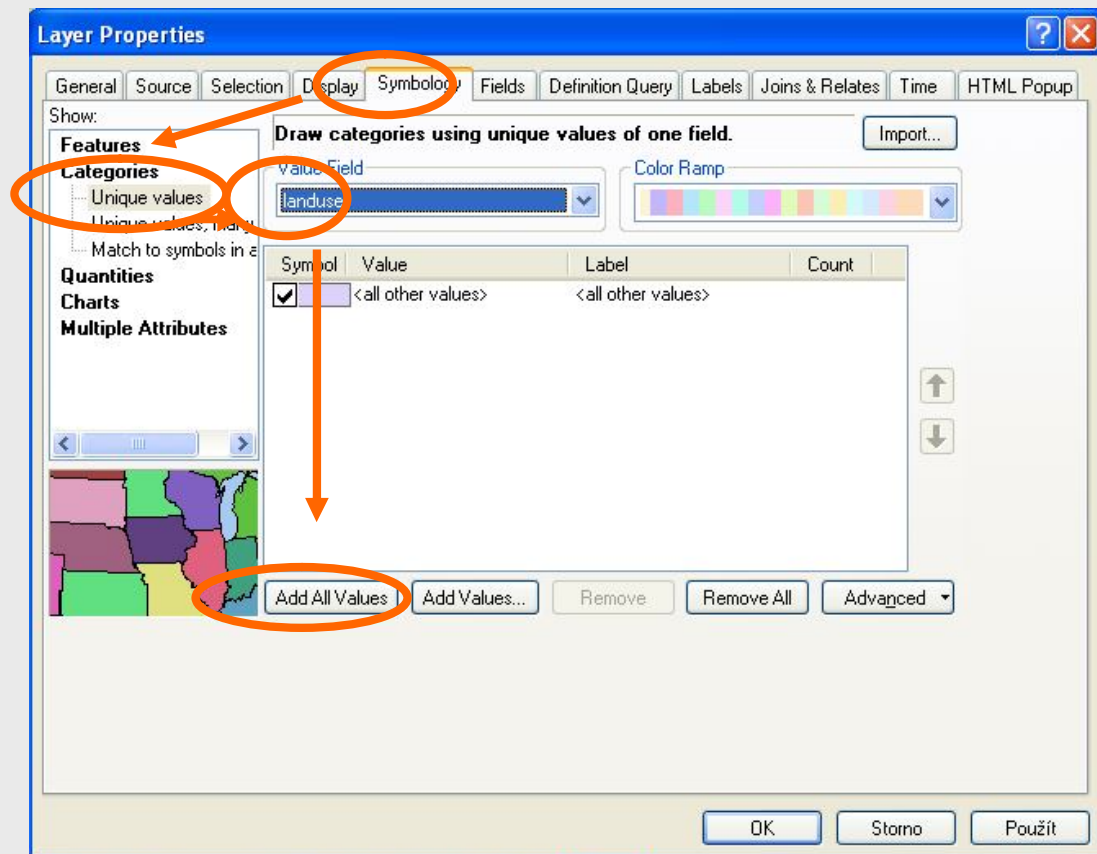 Layer Properties
General Source Selection Display Symbology Fields Definition Query Labels Joins & Relates Time HTML Popup
Show:
Features
Categories
Unique values
Unique values, many
Match to symbols in a
Quantities
Charts
Multiple Attributes
Draw categories using unique values of one field.
Import...
Value Field
landuse
Color Ramp
Symbol Value Label Count
<all other values> <all other values>
Add All Values Add Values... Remove Remove All Advanced
OK Storno Použít